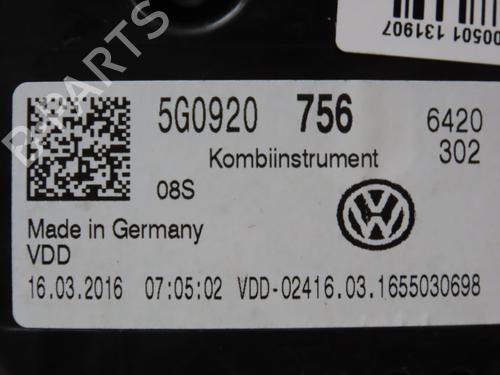 00501 131907
B-PARTS
5G0920 756 6420
Kombiinstrument 302
08S
Made in Germany
VDD
16.03.2016 07:05:02 VDD-02416.03.1655030698